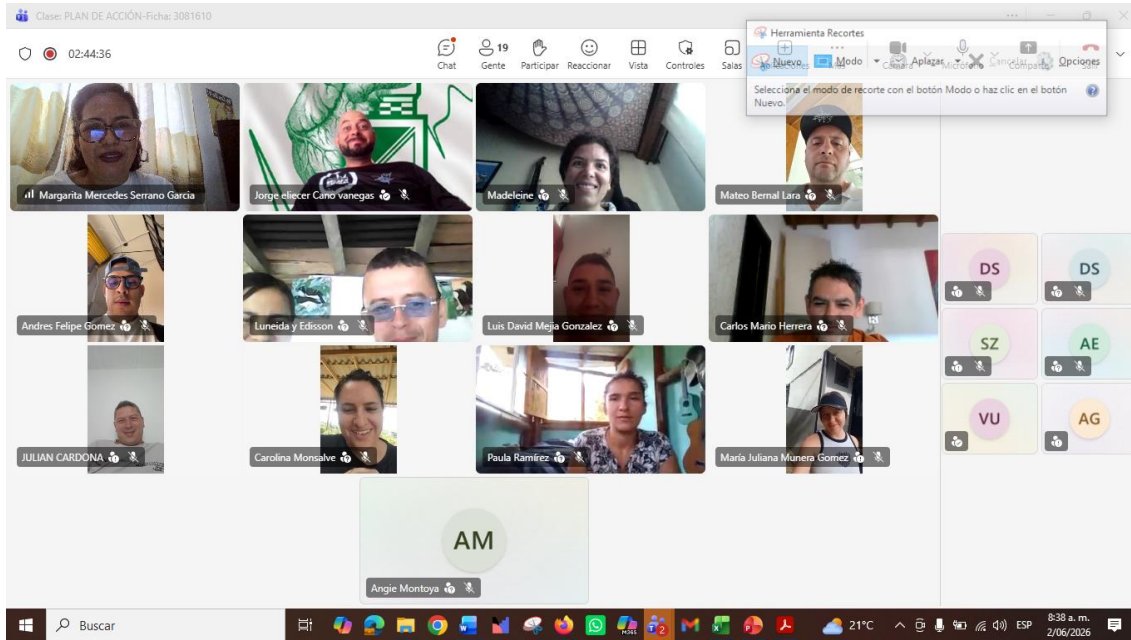 Clase: PLAN DE ACCIÓN-Ficha: 3081610
02:44:36
Chat
19
Gente
Participar
Reaccionar
Vista
Controles
Salas
Herramienta Recortes
Nuevo
Modo
Aplazar
Cancelar
Opciones
Cámara
Micrófono
Selecciona el modo de recorte con el botón Modo o haz clic en el botón
Nuevo.
Margarita Mercedes Serrano Garcia
Jorge eliecer Cano vanegas
Madeleine
Mateo Bernal Lara
Andres Felipe Gomez
Luneida y Edisson
Luis David Mejia Gonzalez
Carlos Mario Herrera
JULIAN CARDONA
Carolina Monsalve
Paula Ramírez
María Juliana Munera Gomez
DS
DS
SZ
AE
VU
AG
AM
Angie Montoya
Buscar
M365
2
21°C
ESP
8:38 a. m.
2/06/2026